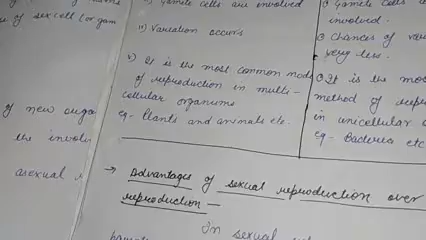 of sex cell (or gam
of new orga
the involv
asexual
Gamete cells are involved
iii) Variation occurs
v) It is the most common mode
of reproduction in multi-
cellular organisms
eg- Plants and animals etc.
Gamete cells
involved.
Chances of var
very less.
It is the mo
method of repr
in unicellular o
eg- Bacteria etc
→ Advantages of sexual reproduction over
reproduction —
In sexual